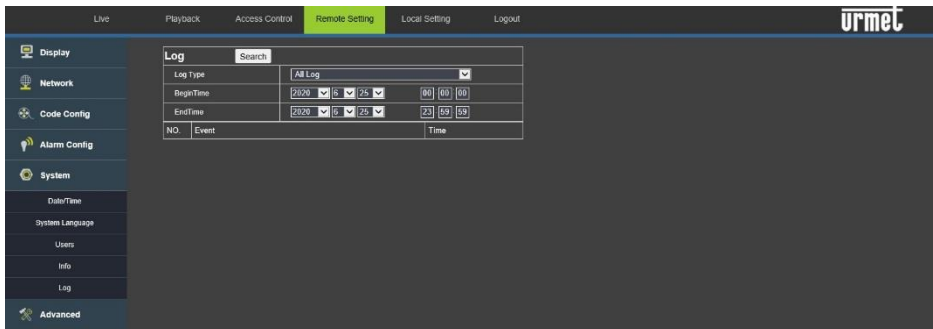 Live Playback Access Control Remote Setting Local Setting Logout
urmet
Display
Network
Code Config
Alarm Config
System
Date/Time
System Language
Users
Info
Log
Advanced
Log Search
Log Type All Log
BeginTime 2020 6 25 00 00 00
EndTime 2020 6 25 23 59 59
NO. Event Time